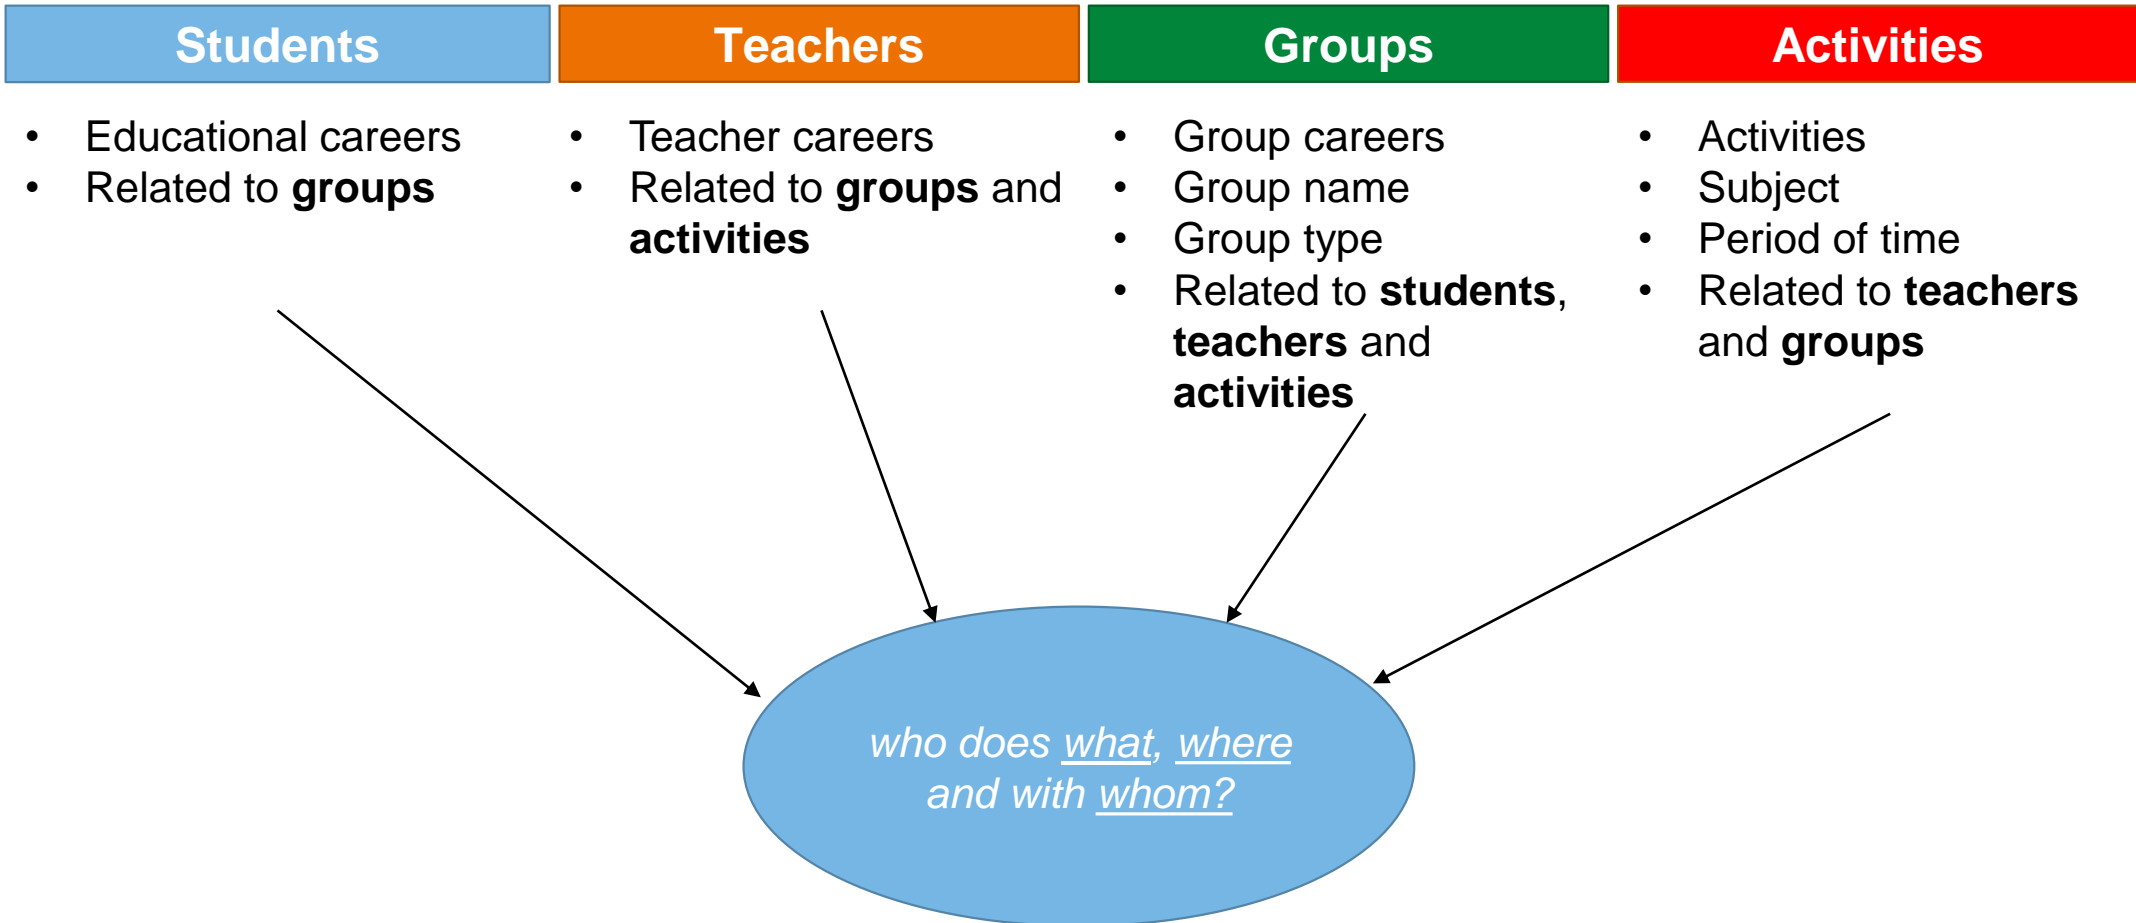 Students
• Educational careers
• Related to groups
Teachers
• Teacher careers
• Related to groups and
activities
Groups
• Group careers
• Group name
• Group type
• Related to students,
teachers and
activities
Activities
• Activities
• Subject
• Period of time
• Related to teachers
and groups
who does what, where
and with whom?